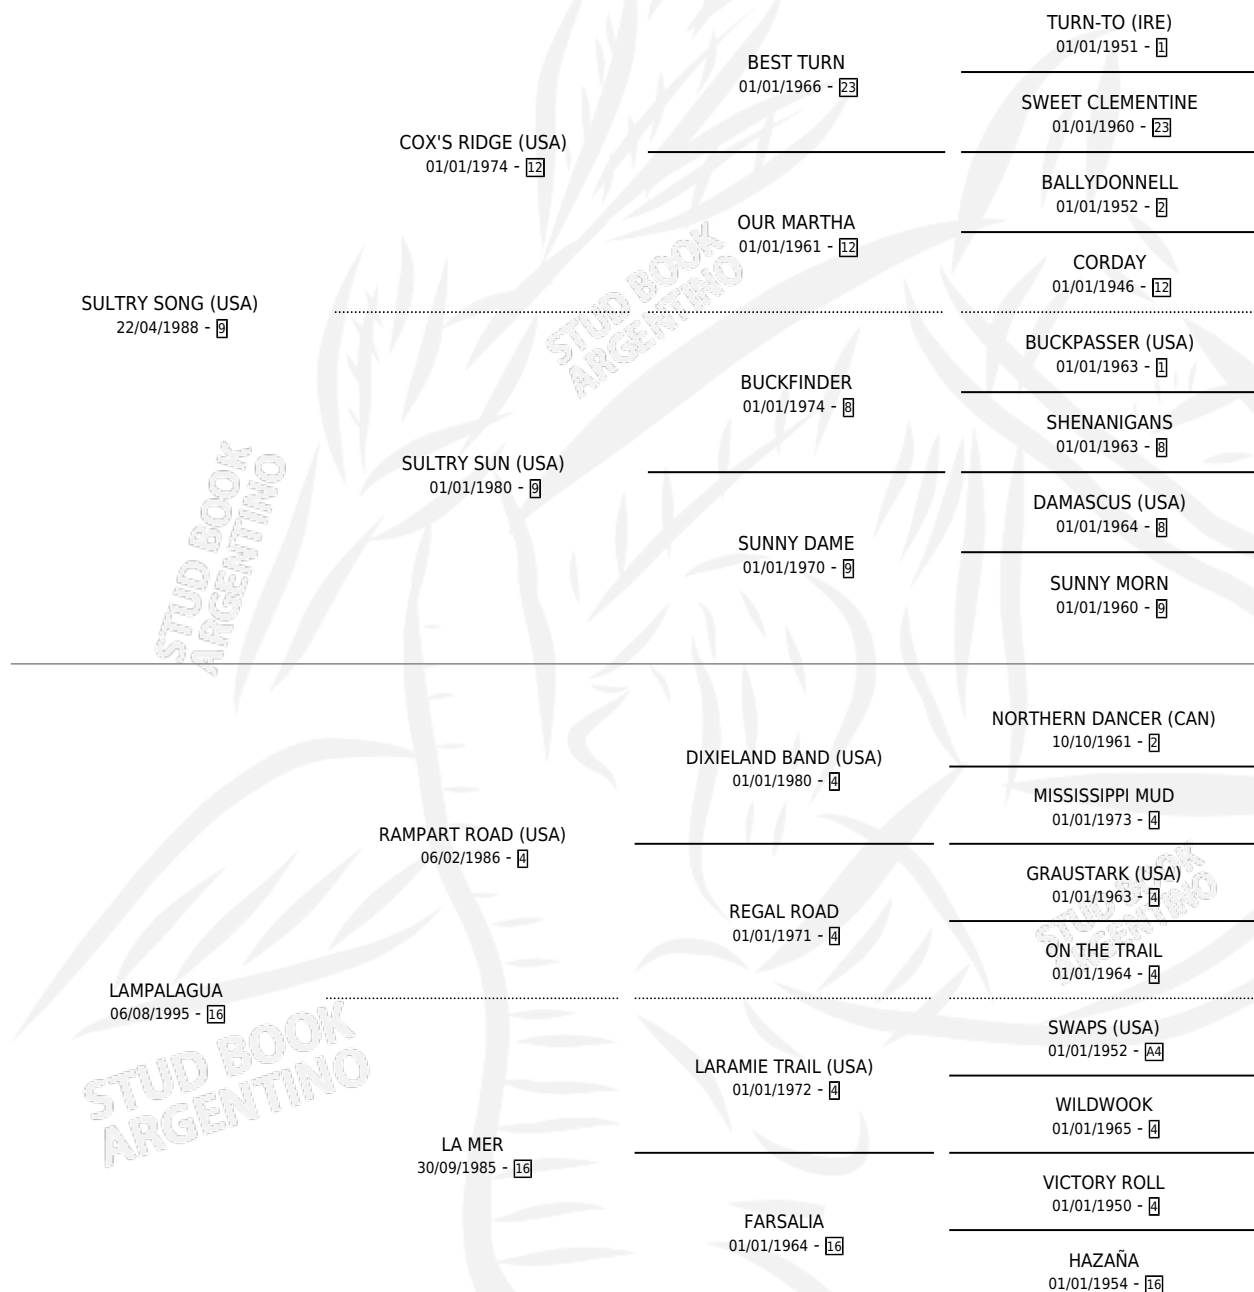 TURN-TO (IRE)
01/01/1951 - 1
BEST TURN
01/01/1966 - 23
SWEET CLEMENTINE
01/01/1960 - 23
COX'S RIDGE (USA)
01/01/1974 - 12
BALLYDONNELL
01/01/1952 - 2
OUR MARTHA
01/01/1961 - 12
CORDAY
01/01/1946 - 12
SULTRY SONG (USA)
22/04/1988 - 9
BUCKPASSER (USA)
01/01/1963 - 1
BUCKFINDER
01/01/1974 - 8
SHENANIGANS
01/01/1963 - 8
SULTRY SUN (USA)
01/01/1980 - 9
DAMASCUS (USA)
01/01/1964 - 8
SUNNY DAME
01/01/1970 - 9
SUNNY MORN
01/01/1960 - 9
NORTHERN DANCER (CAN)
10/10/1961 - 2
DIXIELAND BAND (USA)
01/01/1980 - 4
MISSISSIPPI MUD
01/01/1973 - 4
RAMPART ROAD (USA)
06/02/1986 - 4
GRAUSTARK (USA)
01/01/1963 - 4
REGAL ROAD
01/01/1971 - 4
ON THE TRAIL
01/01/1964 - 4
LAMPALAGUA
06/08/1995 - 16
SWAPS (USA)
01/01/1952 - A4
LARAMIE TRAIL (USA)
01/01/1972 - 4
WILDWOOK
01/01/1965 - 4
LA MER
30/09/1985 - 16
VICTORY ROLL
01/01/1950 - 4
FARSALIA
01/01/1964 - 16
HAZAÑA
01/01/1954 - 16
STUD BOOK
ARGENTINO
STUD BOOK
ARGENTINO
STUD BOOK
ARGENTINO
STUD BOOK
ARGENTINO